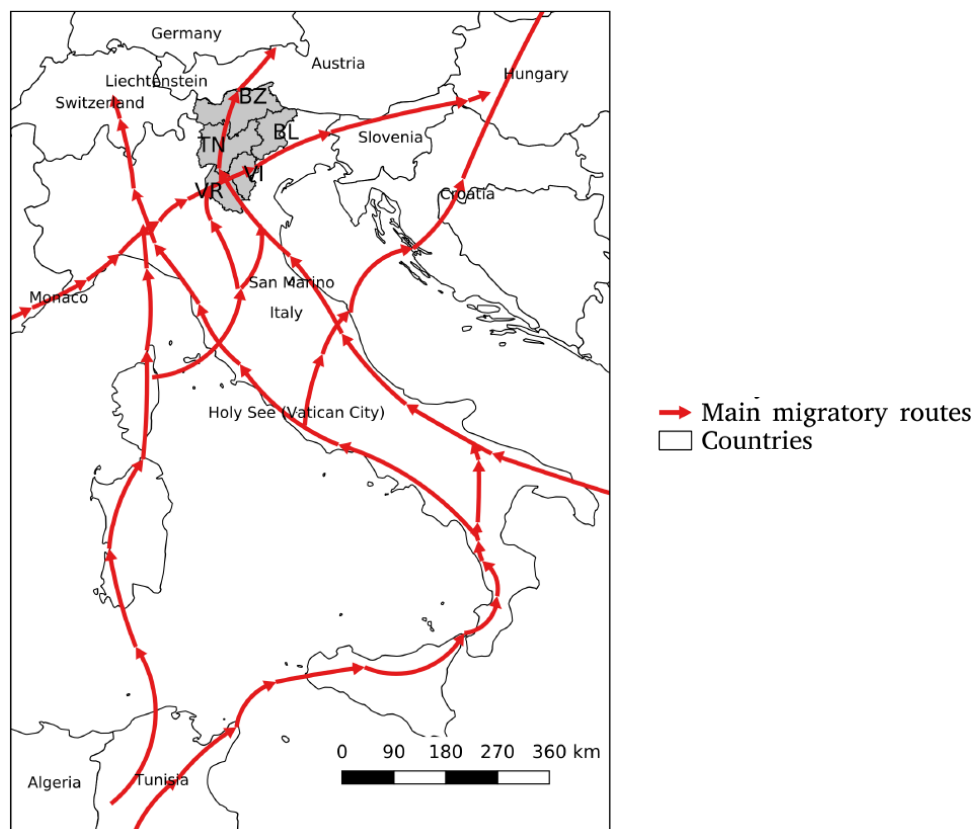 Germany
Austria
Liechtenstein
Hungary
Switzerland
BZ
BL
TN
Slovenia
VI
VR
Croatia
San Marino
Monaco
Italy
Holy See (Vatican City)
Main migratory routes
Countries
0 90 180 270 360 km
Algeria
Tunisia